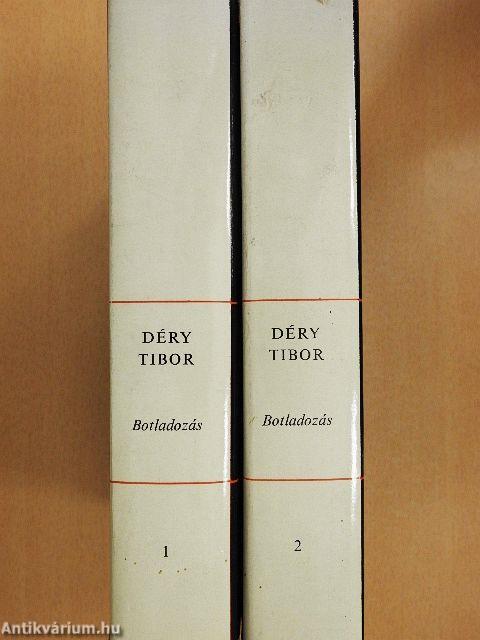 DÉRY
TIBOR
Botladozás
1
DÉRY
TIBOR
Botladozás
2
Antikvárium.hu